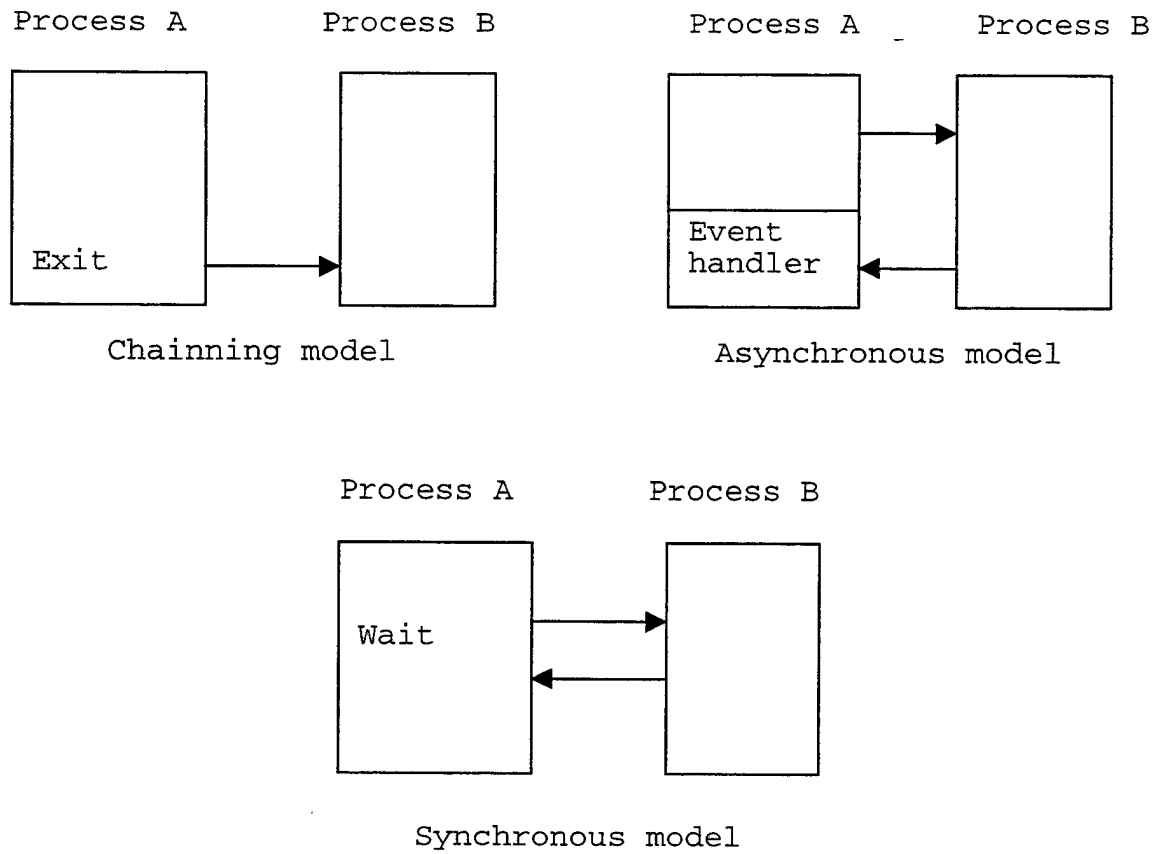 Process A
Process B
Exit
Chainning model
Process A
Process B
Event
handler
Asynchronous model
Process A
Process B
Wait
Synchronous model